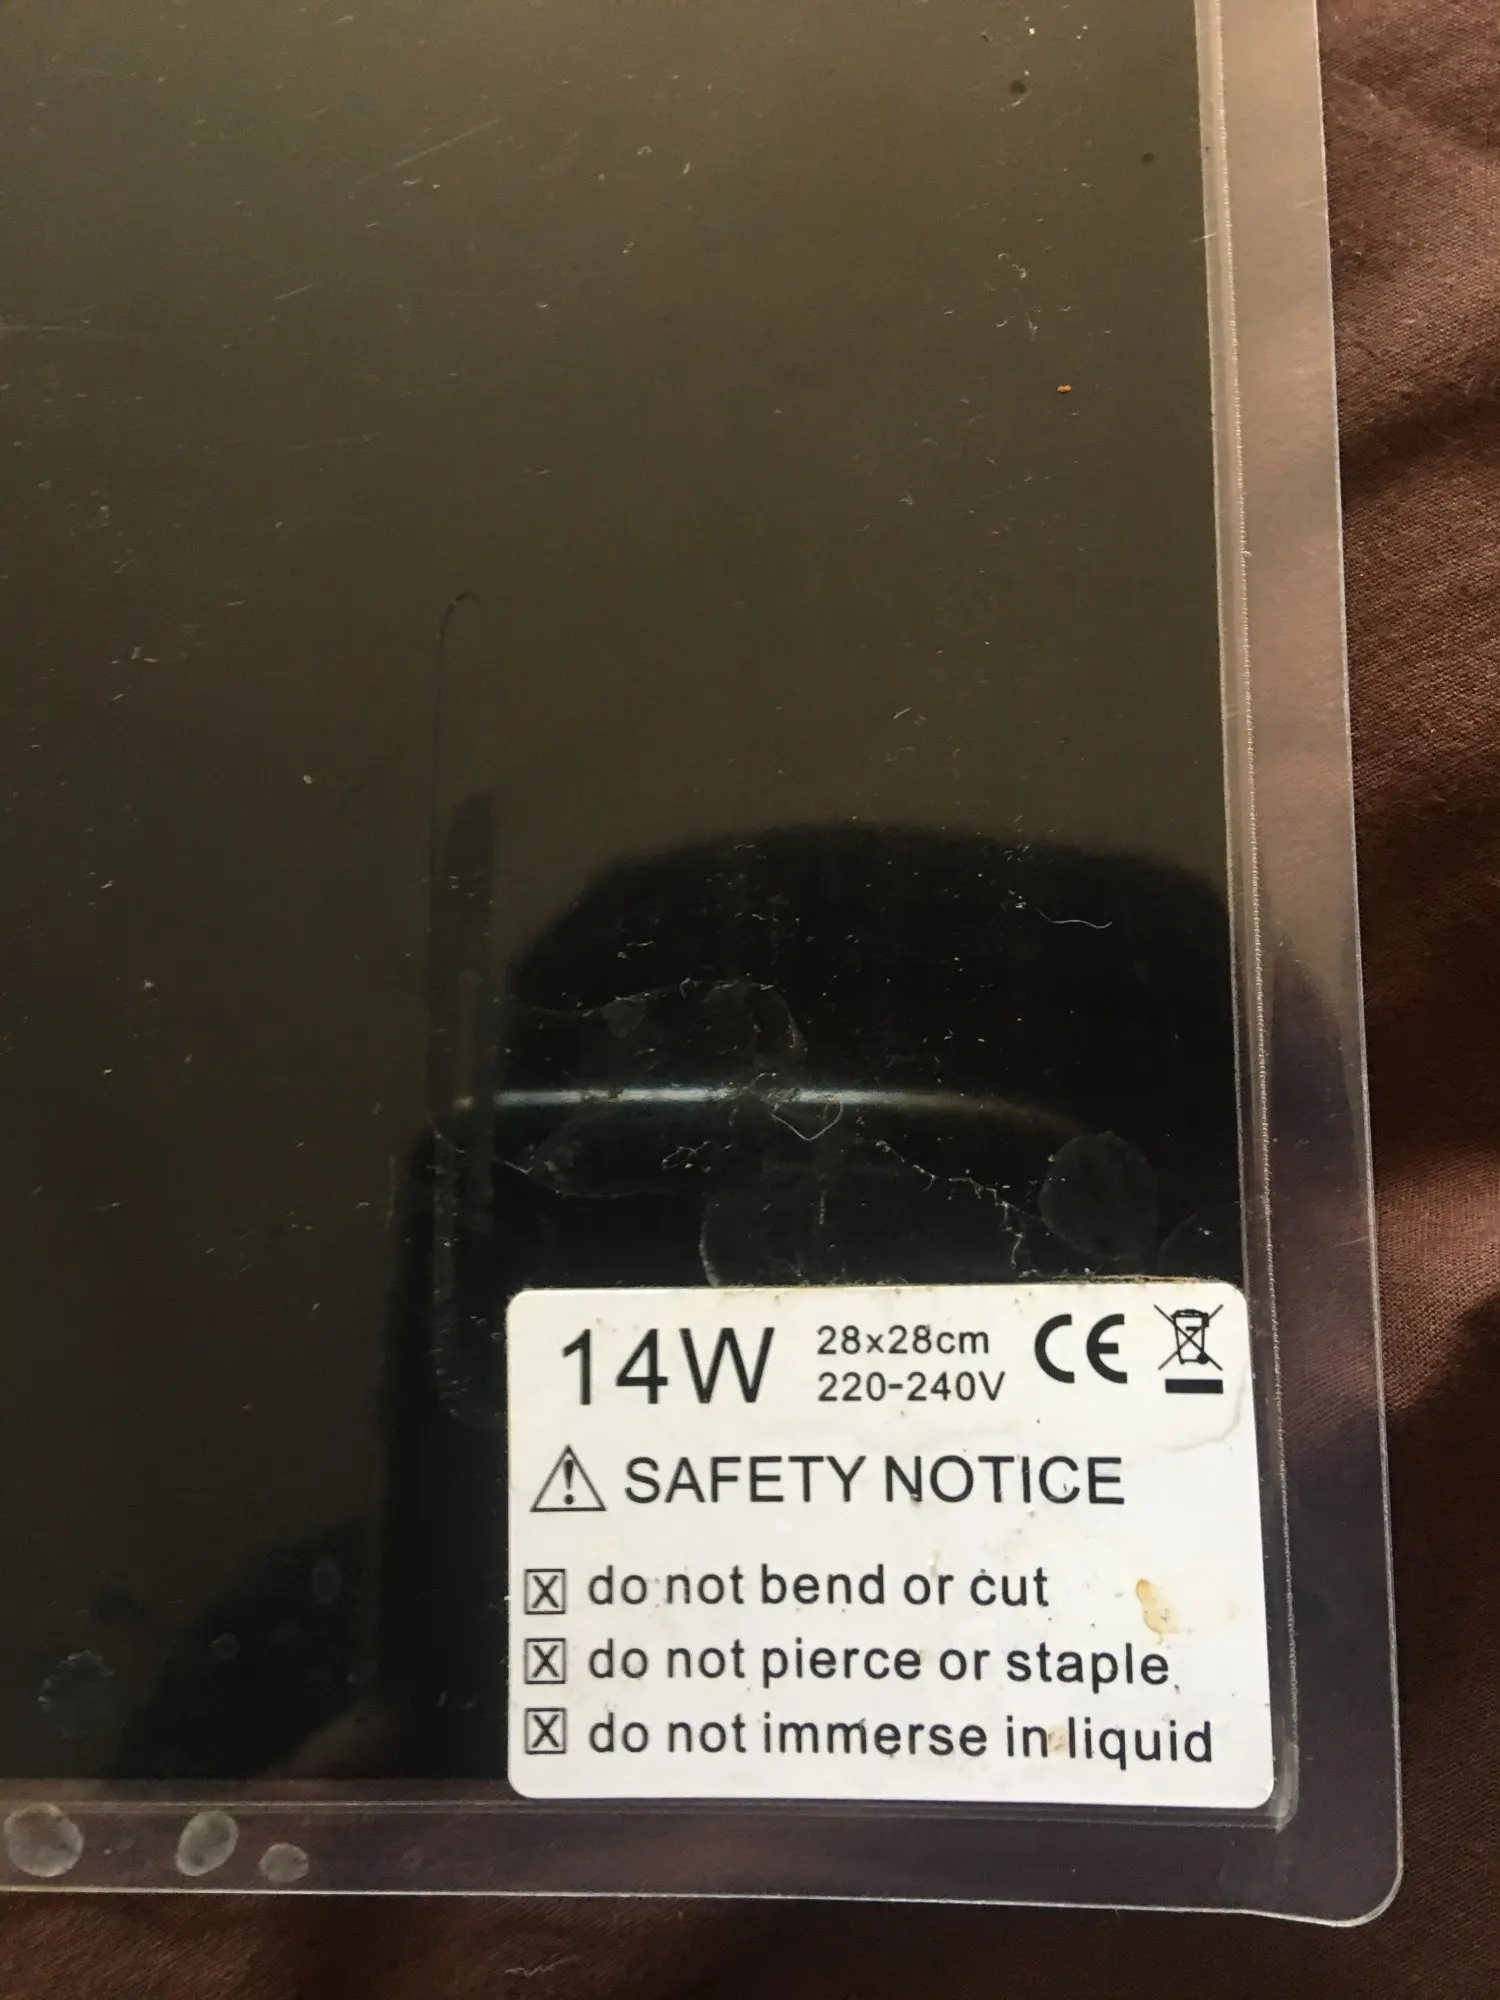 14W
28x28cm
220-240V
CE
SAFETY NOTICE
X do not bend or cut
X do not pierce or staple
X do not immerse in liquid